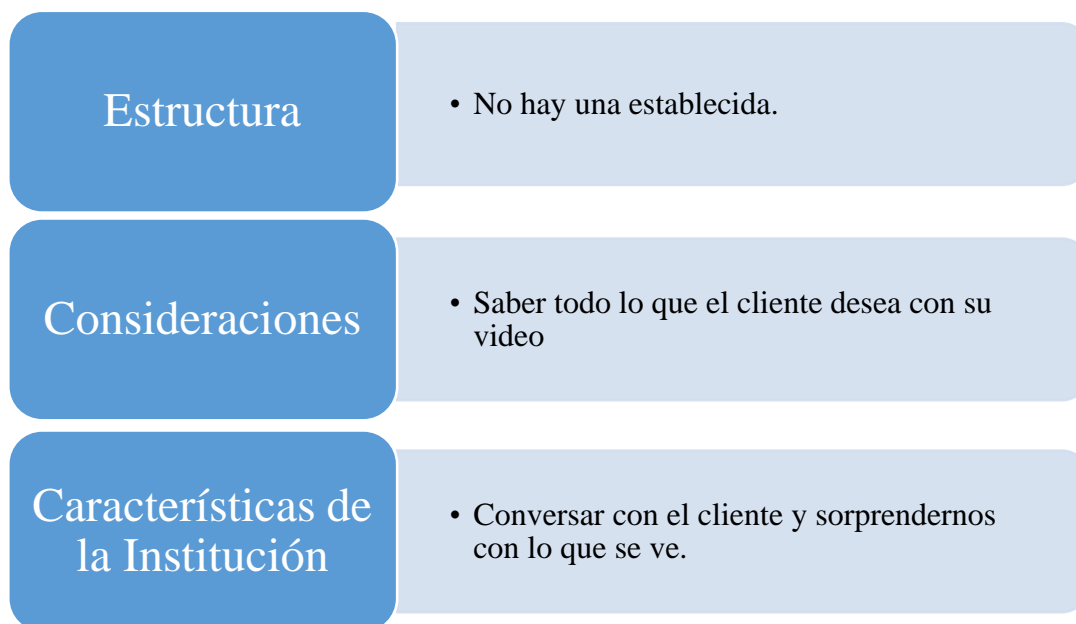 Estructura
• No hay una establecida.
Consideraciones
• Saber todo lo que el cliente desea con su
video
Características de
la Institución
• Conversar con el cliente y sorprendernos
con lo que se ve.